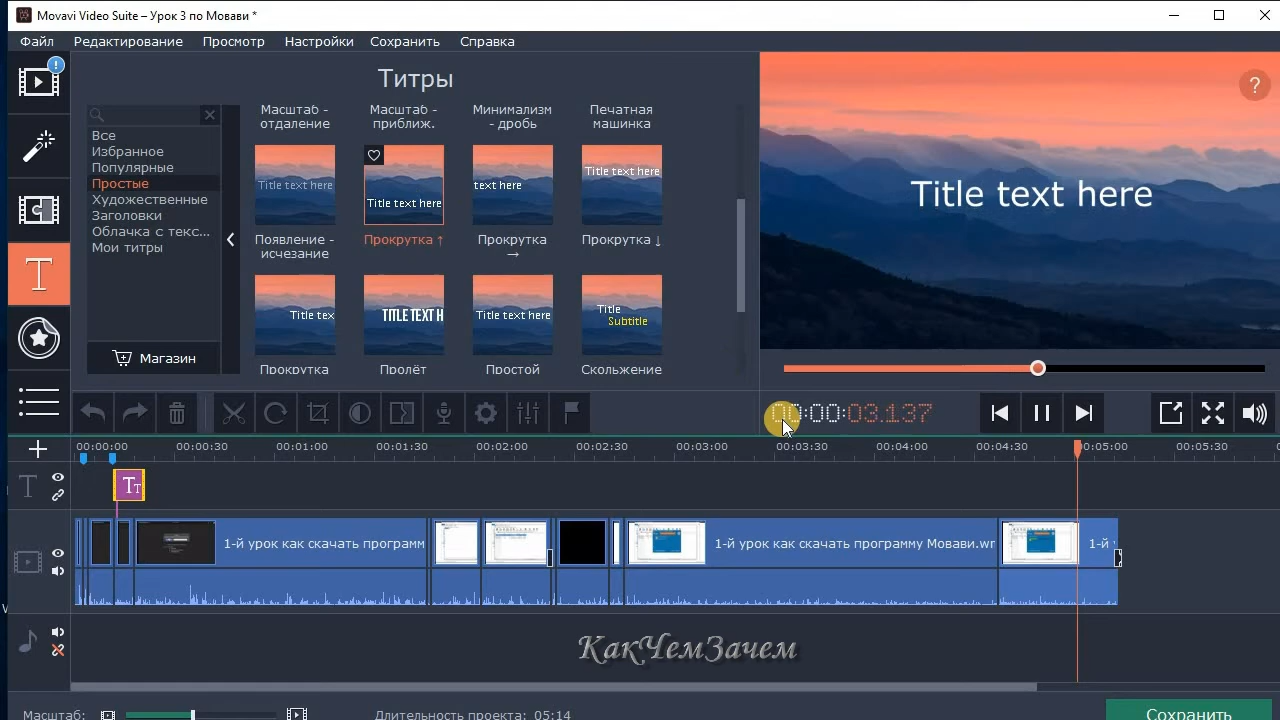 Movavi Video Suite – Урок 3 по Мовави *
Файл Редактирование Просмотр Настройки Сохранить Справка
Титры
Все
Избранное
Популярные
Простые
Художественные
Заголовки
Облачка с текс...
Мои титры
Магазин
Масштаб - отдаление
Масштаб - приближ.
Минимализм - дробь
Печатная машинка
Title text here
Title text here
text here
Title text here
Появление - исчезание
Прокрутка ↑
Прокрутка →
Прокрутка ↓
Title tex
TITLE TEXT H
Title text here
Title
Subtitle
Прокрутка
Пролёт
Простой
Скольжение
Title text here
?
00:00:03.137
00:00:00 00:00:30 00:01:00 00:01:30 00:02:00 00:02:30 00:03:00 00:03:30 00:04:00 00:04:30 00:05:00 00:05:30
1-й урок как скачать программ
1-й урок как скачать программу Мовави.wr
1-й
КакЧемЗачем
Масштаб:
Длительность проекта: 05:14
Сохранить